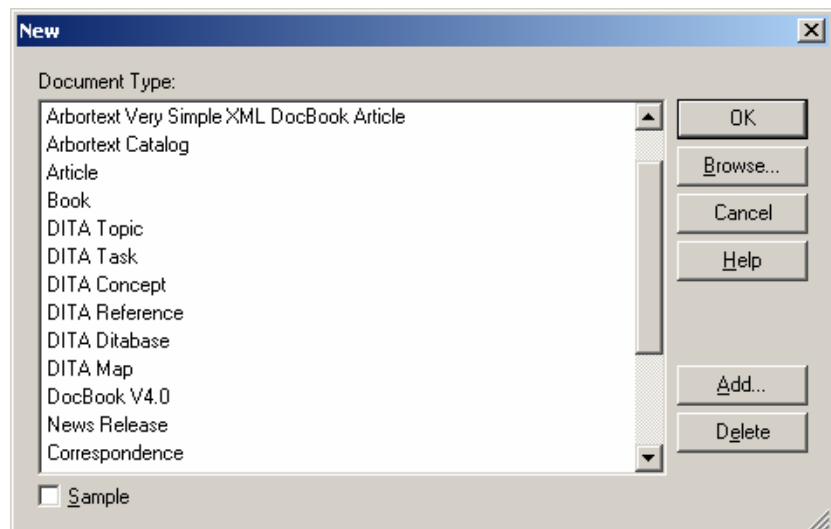 New
Document Type:
Arbortext Very Simple XML DocBook Article
Arbortext Catalog
Article
Book
DITA Topic
DITA Task
DITA Concept
DITA Reference
DITA Ditabase
DITA Map
DocBook V4.0
News Release
Correspondence
OK
Browse...
Cancel
Help
Add...
Delete
Sample